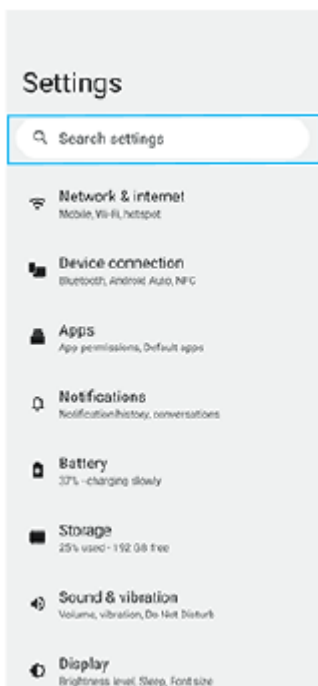 Settings
Search settings
Network & internet
Mobile, Wi-Fi, hotspot
Device connection
Bluetooth, Android Auto, NFC
Apps
App permissions, Default apps
Notifications
Notification history, conversations
Battery
37% - charging slowly
Storage
25% used - 192 GB free
Sound & vibration
Volume, vibration, Do Not Disturb
Display
Brightness level, Sleep, Font size